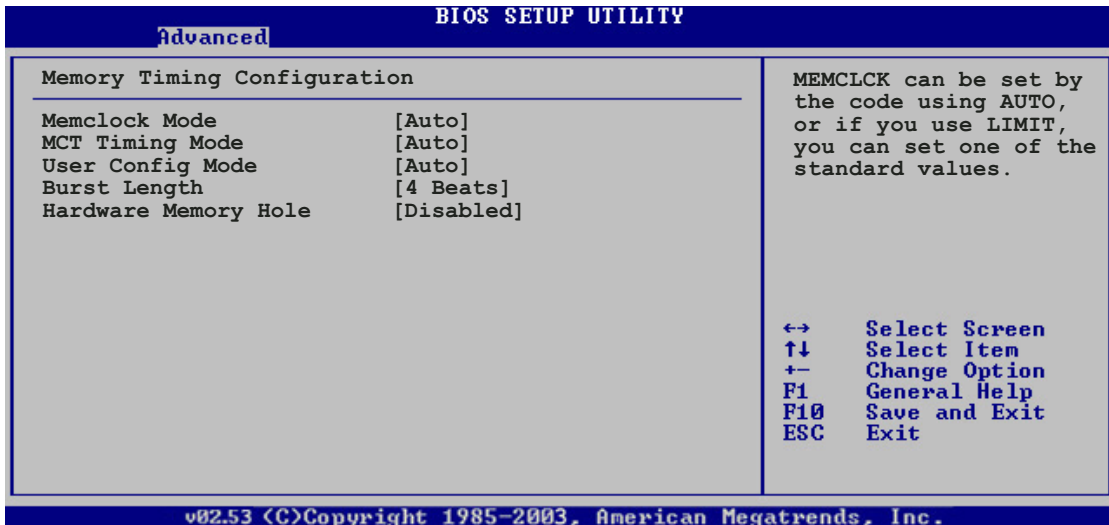 BIOS SETUP UTILITY
Advanced
Memory Timing Configuration
Memclock Mode [Auto]
MCT Timing Mode [Auto]
User Config Mode [Auto]
Burst Length [4 Beats]
Hardware Memory Hole [Disabled]
MEMCLCK can be set by
the code using AUTO,
or if you use LIMIT,
you can set one of the
standard values.
←→ Select Screen
↑↓ Select Item
+- Change Option
F1 General Help
F10 Save and Exit
ESC Exit
v02.53 (C)Copyright 1985-2003, American Megatrends, Inc.